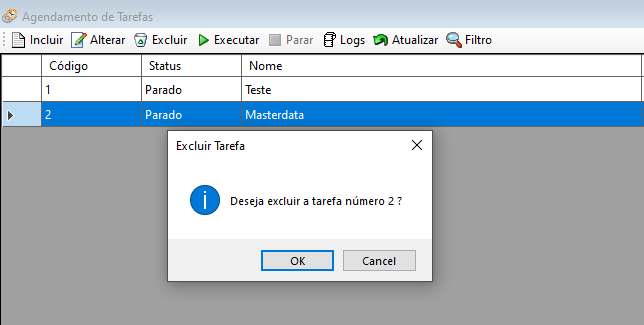 Agendamento de Tarefas
Incluir Alterar Excluir Executar Parar Logs Atualizar Filtro
Código Status Nome
1 Parado Teste
2 Parado Masterdata
Excluir Tarefa
Deseja excluir a tarefa número 2 ?
OK Cancel